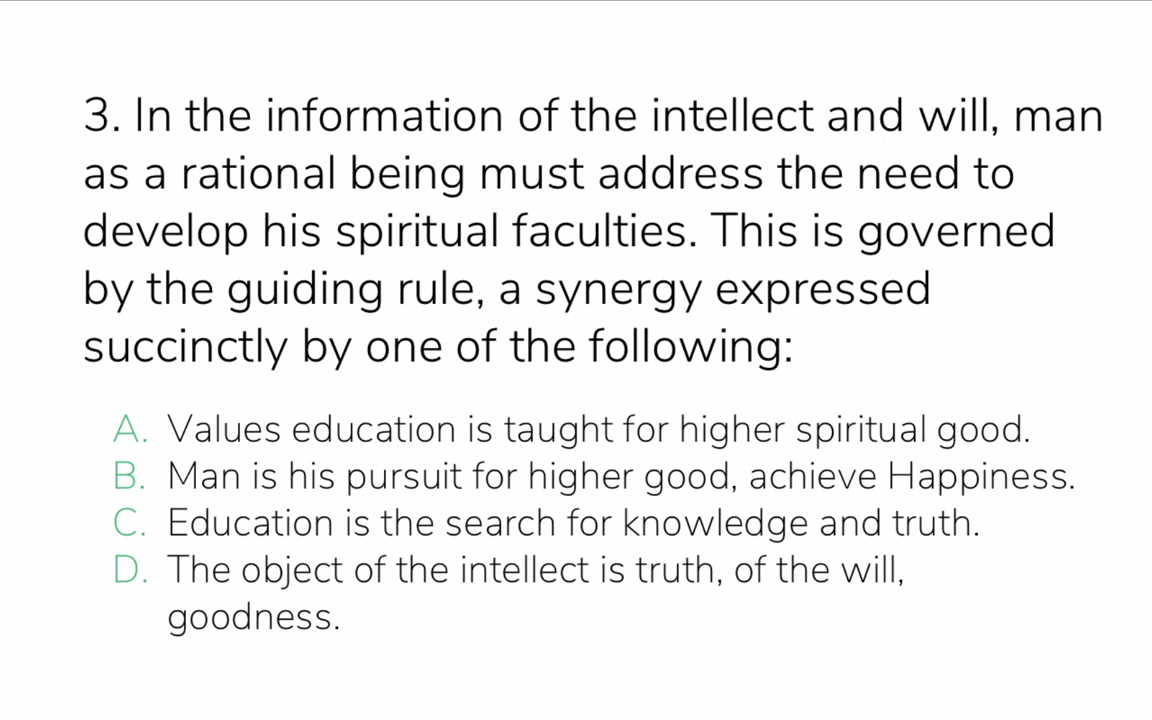 3. In the information of the intellect and will, man
as a rational being must address the need to
develop his spiritual faculties. This is governed
by the guiding rule, a synergy expressed
succinctly by one of the following:
A. Values education is taught for higher spiritual good.
B. Man is his pursuit for higher good, achieve Happiness.
C. Education is the search for knowledge and truth.
D. The object of the intellect is truth, of the will,
goodness.